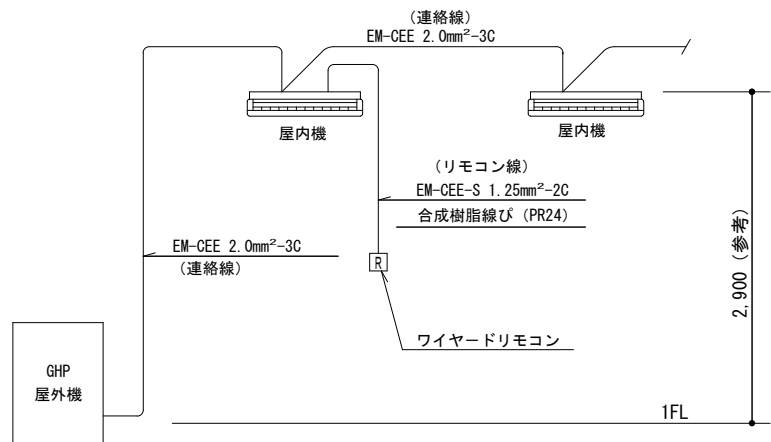 (連絡線)
EM-CEE 2.0mm²-3C
屋内機
屋内機
(リモコン線)
EM-CEE-S 1.25mm²-2C
合成樹脂線ぴ (PR24)
EM-CEE 2.0mm²-3C
(連絡線)
R
2,900 (参考)
ワイヤードリモコン
GHP
屋外機
1FL